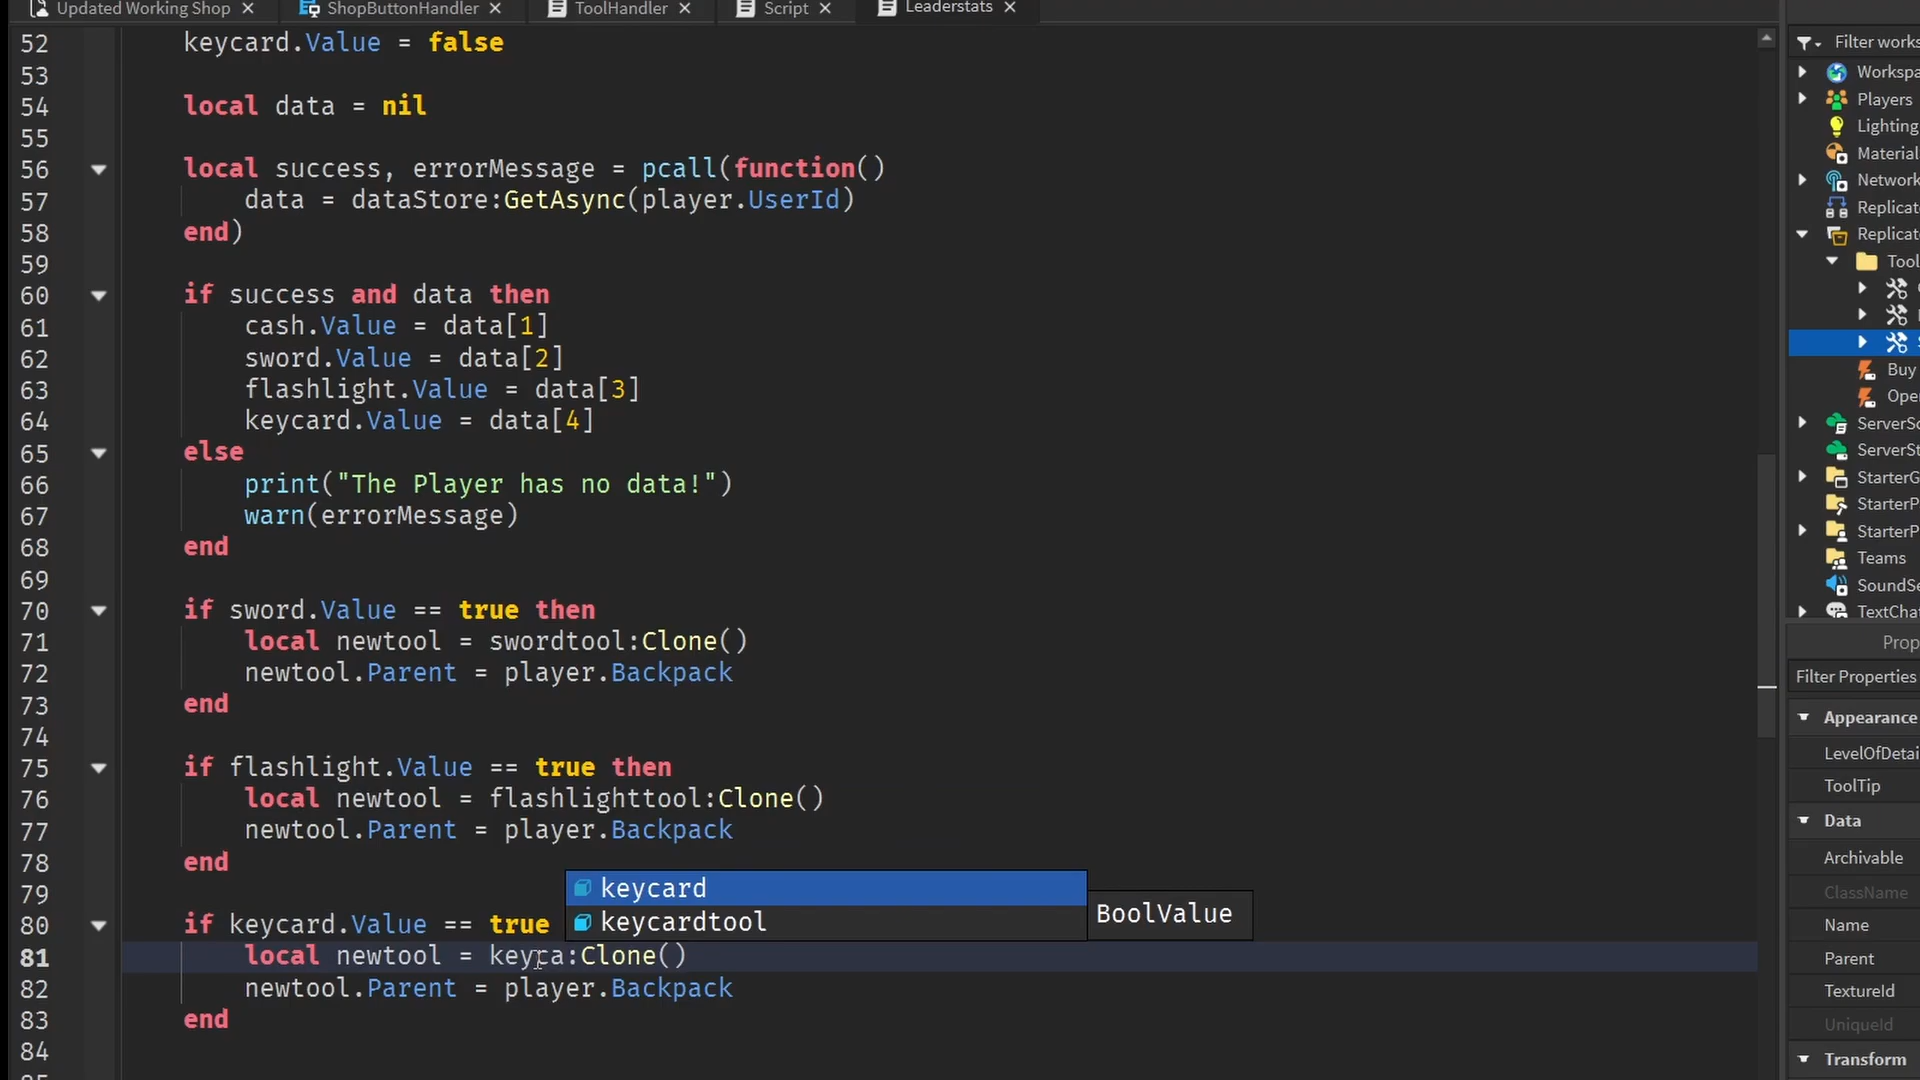 Updated Working Shop
ShopButtonHandler
ToolHandler
Script
Leaderstats
52 keycard.Value = false
53
54 local data = nil
55
56 local success, errorMessage = pcall(function()
57 data = dataStore:GetAsync(player.UserId)
58 end)
59
60 if success and data then
61 cash.Value = data[1]
62 sword.Value = data[2]
63 flashlight.Value = data[3]
64 keycard.Value = data[4]
65 else
66 print("The Player has no data!")
67 warn(errorMessage)
68 end
69
70 if sword.Value == true then
71 local newtool = swordtool:Clone()
72 newtool.Parent = player.Backpack
73 end
74
75 if flashlight.Value == true then
76 local newtool = flashlighttool:Clone()
77 newtool.Parent = player.Backpack
78 end
79
80 if keycard.Value == true
81 local newtool = keyca:Clone()
82 newtool.Parent = player.Backpack
83 end
84
keycard
keycardtool
BoolValue
Filter works
Workspa
Players
Lighting
Material
Network
Replicat
Replicat
Tool
Buy
Oper
ServerSc
ServerSt
StarterG
StarterP
StarterP
Teams
SoundSe
TextChat
Prop
Filter Properties
Appearance
LevelOfDetai
ToolTip
Data
Archivable
ClassName
Name
Parent
TextureId
UniqueId
Transform